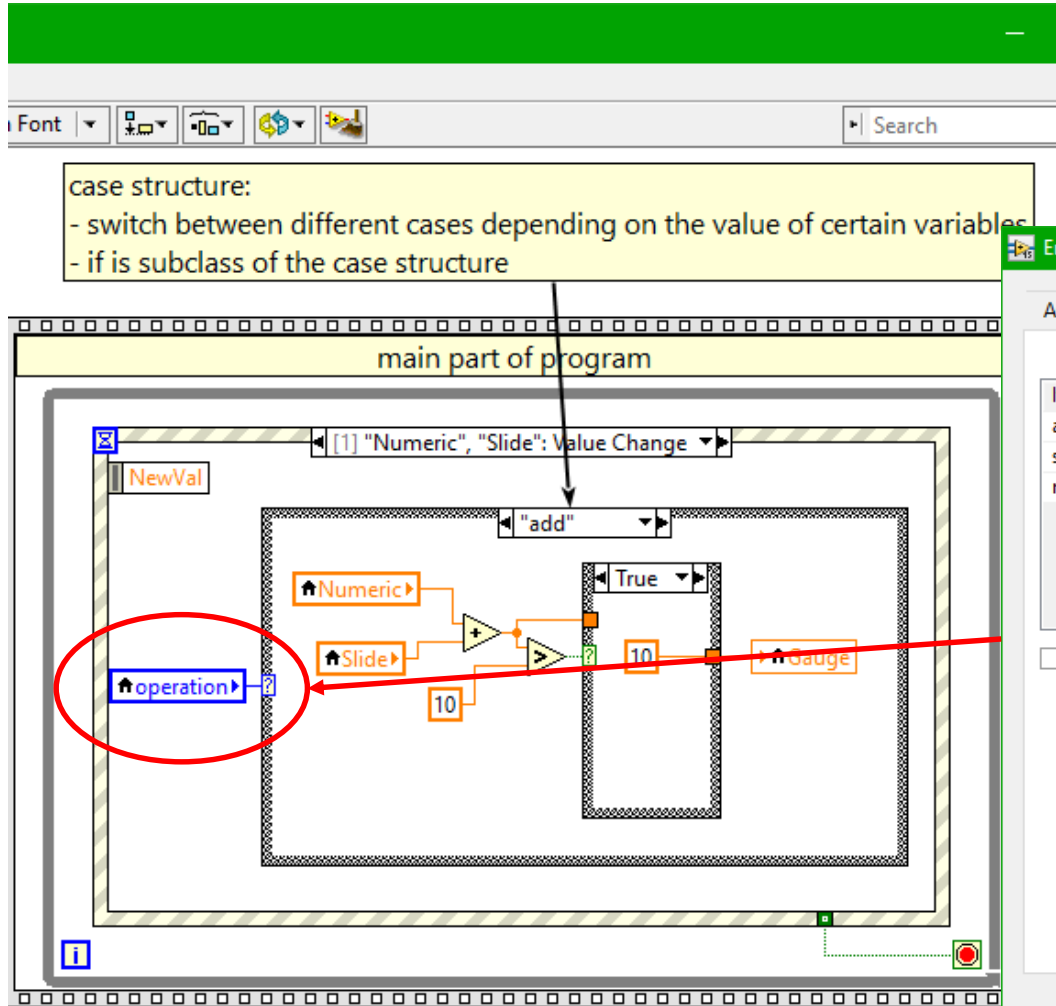 Font
Search
case structure:
- switch between different cases depending on the value of certain variables
- if is subclass of the case structure
main part of program
[1] "Numeric", "Slide": Value Change
NewVal
"add"
True
Numeric
+
Slide
>
?
10
Gauge
operation
?
10
i